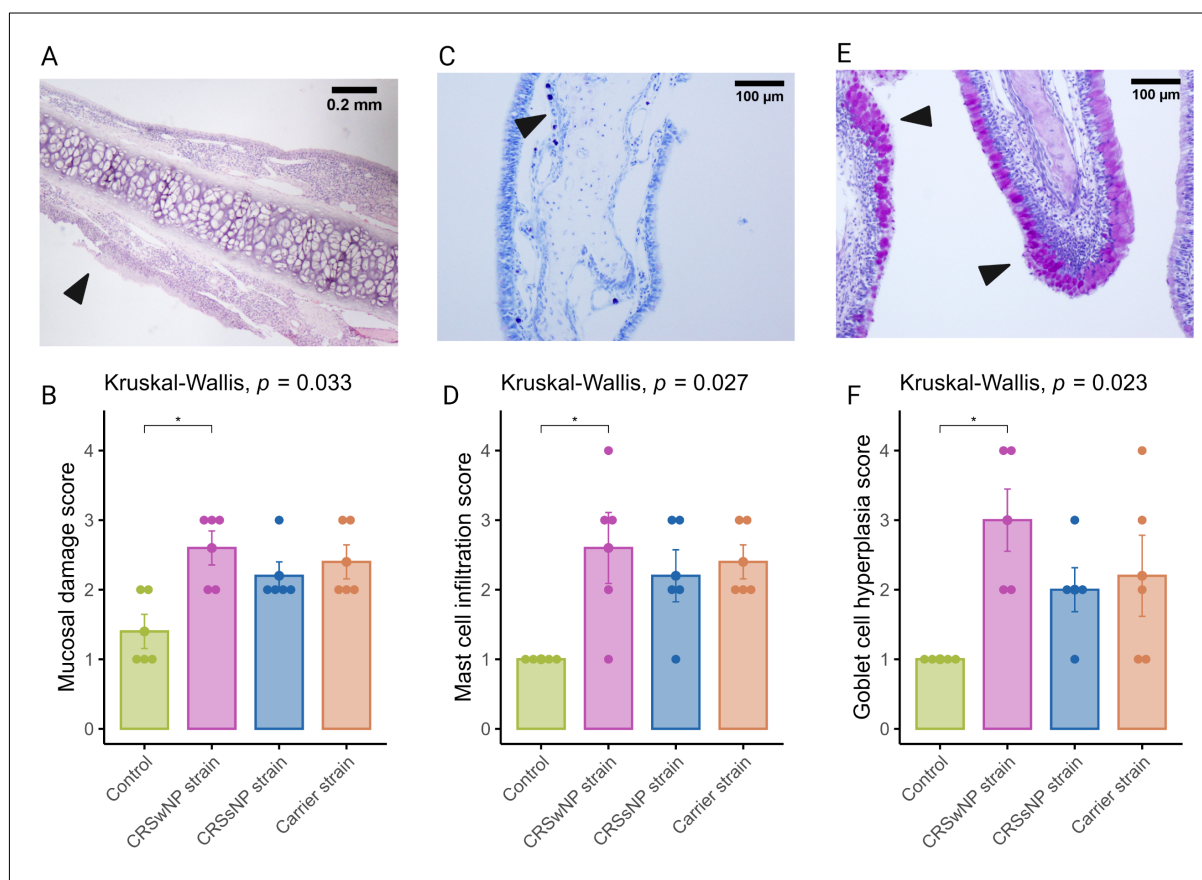 A
0.2 mm
C
100 µm
E
100 µm
B
Kruskal-Wallis, p = 0.033
*
Mucosal damage score
4
3
2
1
0
Control
CRSwNP strain
CRSsNP strain
Carrier strain
D
Kruskal-Wallis, p = 0.027
*
Mast cell infiltration score
4
3
2
1
0
Control
CRSwNP strain
CRSsNP strain
Carrier strain
F
Kruskal-Wallis, p = 0.023
*
Goblet cell hyperplasia score
4
3
2
1
0
Control
CRSwNP strain
CRSsNP strain
Carrier strain